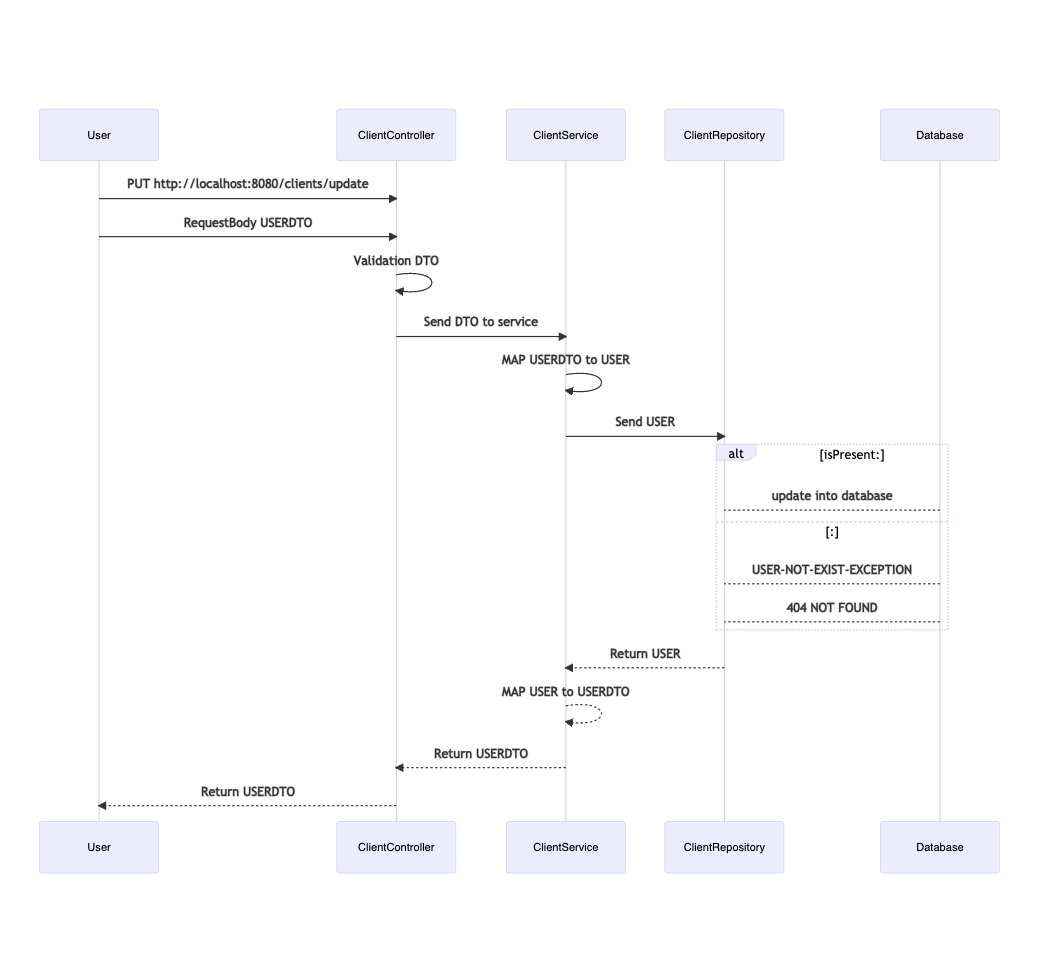 User
ClientController
ClientService
ClientRepository
Database
PUT http://localhost:8080/clients/update
RequestBody USERDTO
Validation DTO
Send DTO to service
MAP USERDTO to USER
Send USER
alt
[isPresent:]
update into database
[:]
USER-NOT-EXIST-EXCEPTION
404 NOT FOUND
Return USER
MAP USER to USERDTO
Return USERDTO
Return USERDTO
User
ClientController
ClientService
ClientRepository
Database